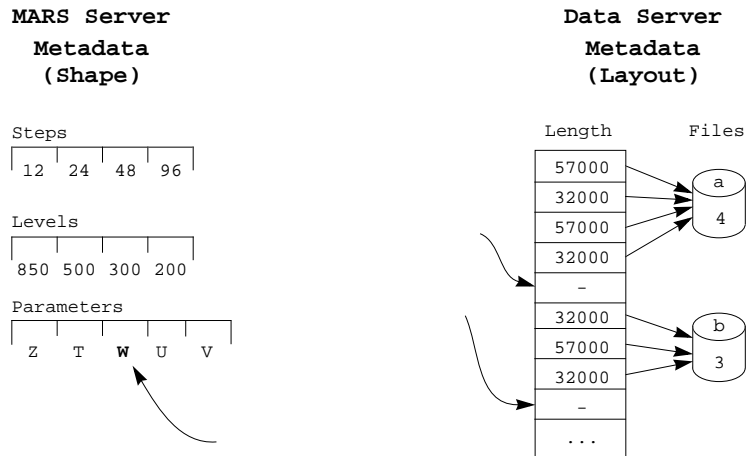 MARS Server
Metadata
(Shape)
Steps
12 24 48 96
Levels
850 500 300 200
Parameters
Z T W U V
Data Server
Metadata
(Layout)
Length Files
57000
32000
57000
32000
-
32000
57000
32000
-
...
a
4
b
3